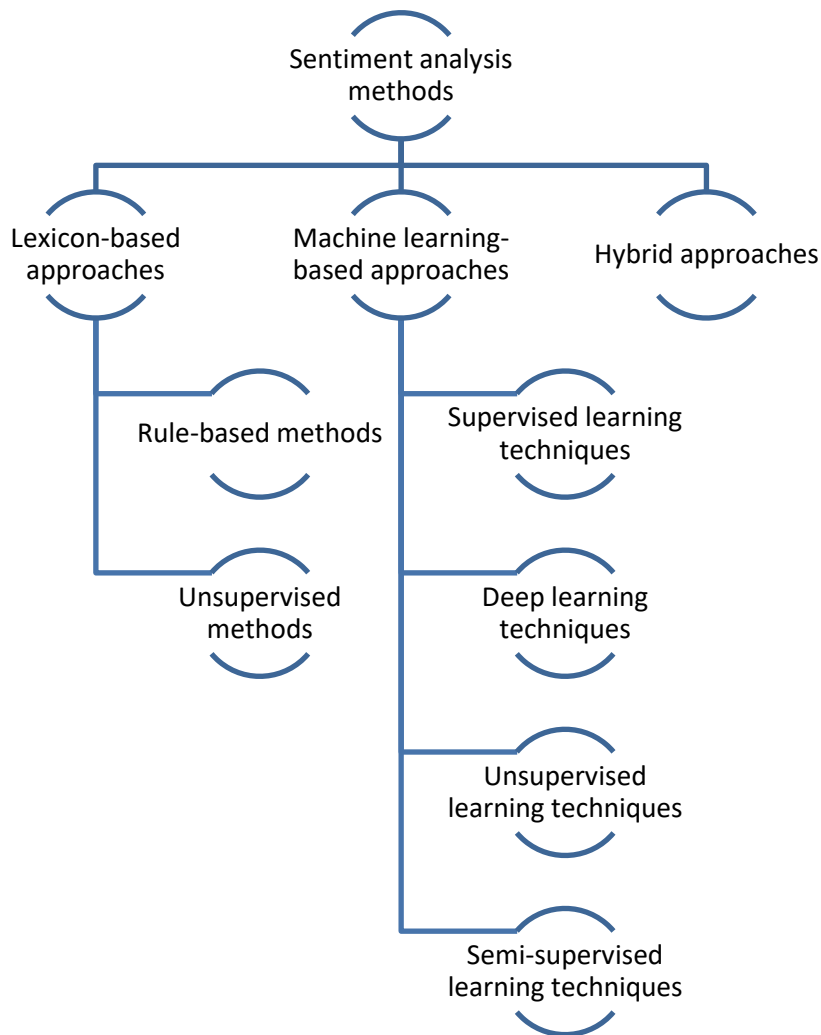 Sentiment analysis
methods
Lexicon-based
approaches
Machine learning-
based approaches
Hybrid approaches
Rule-based methods
Unsupervised
methods
Supervised learning
techniques
Deep learning
techniques
Unsupervised
learning techniques
Semi-supervised
learning techniques